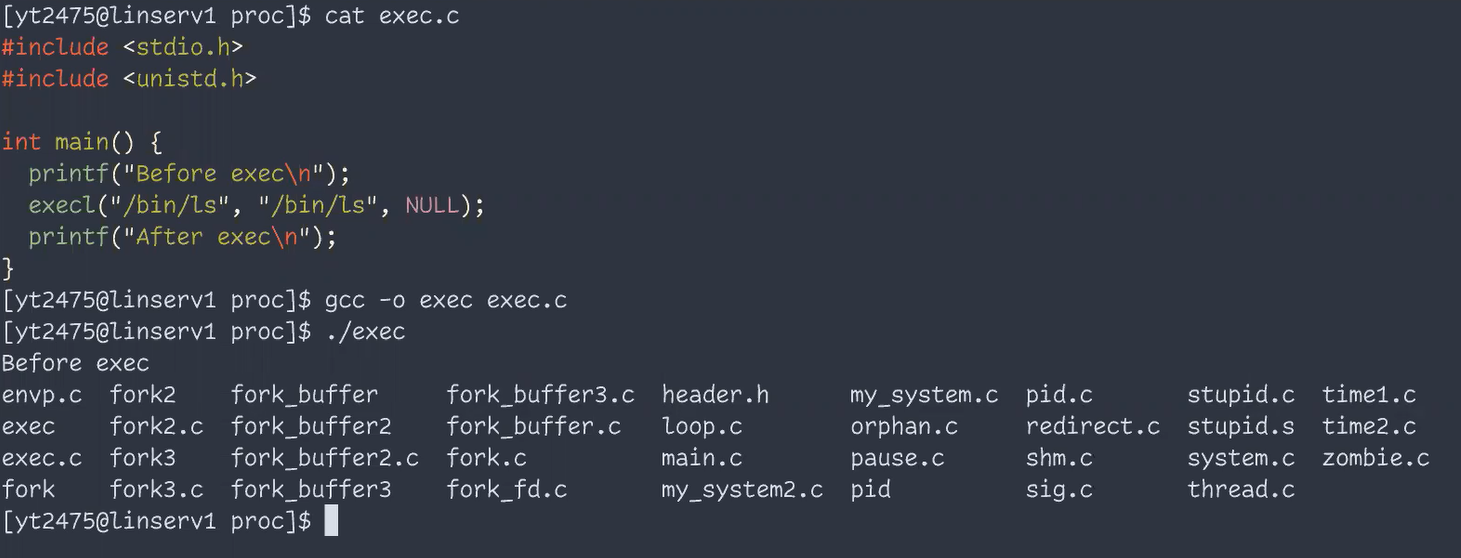 [yt2475@linserv1 proc]$ cat exec.c
#include <stdio.h>
#include <unistd.h>

int main() {
  printf("Before exec\n");
  execl("/bin/ls", "/bin/ls", NULL);
  printf("After exec\n");
}
[yt2475@linserv1 proc]$ gcc -o exec exec.c
[yt2475@linserv1 proc]$ ./exec
Before exec
envp.c  fork2    fork_buffer    fork_buffer3.c  header.h      my_system.c  pid.c       stupid.c  time1.c
exec    fork2.c  fork_buffer2   fork_buffer.c   loop.c        orphan.c     redirect.c  stupid.s  time2.c
exec.c  fork3    fork_buffer2.c fork.c          main.c        pause.c      shm.c       system.c  zombie.c
fork    fork3.c  fork_buffer3   fork_fd.c       my_system2.c  pid          sig.c       thread.c
[yt2475@linserv1 proc]$